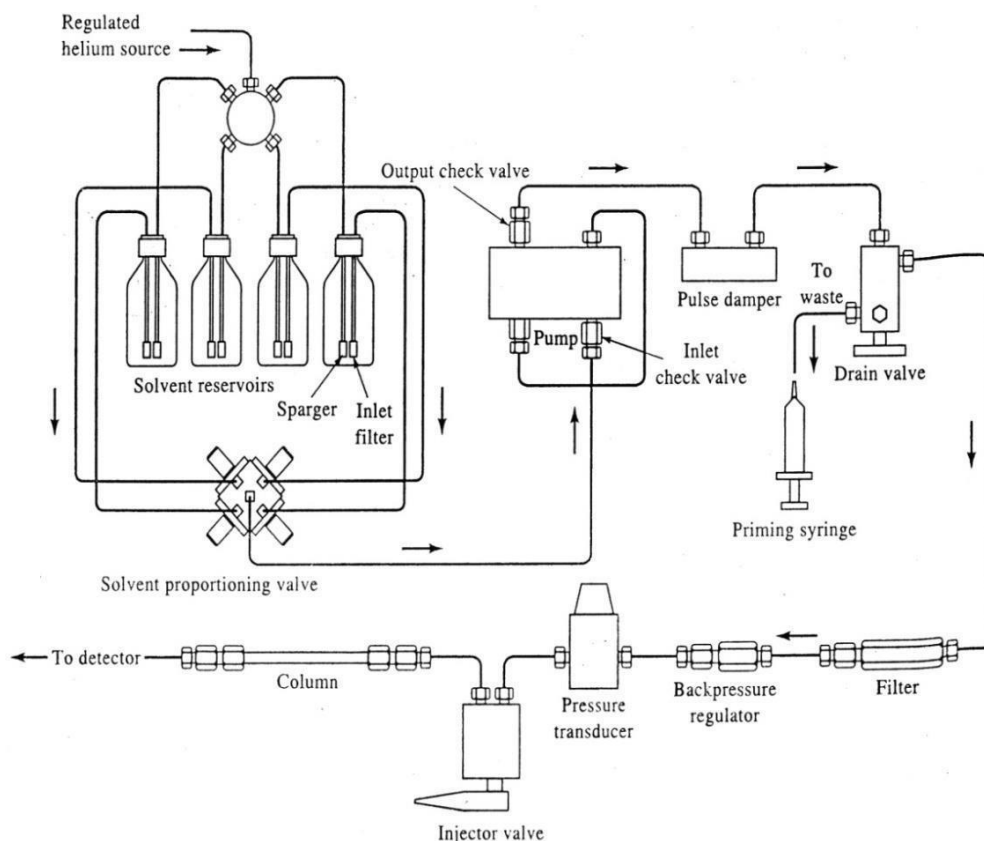 Regulated
helium source
Output check valve
To
waste
Pulse damper
Pump
Inlet
check valve
Drain valve
Solvent reservoirs
Sparger
Inlet
filter
Priming syringe
Solvent proportioning valve
To detector
Column
Pressure
transducer
Backpressure
regulator
Filter
Injector valve